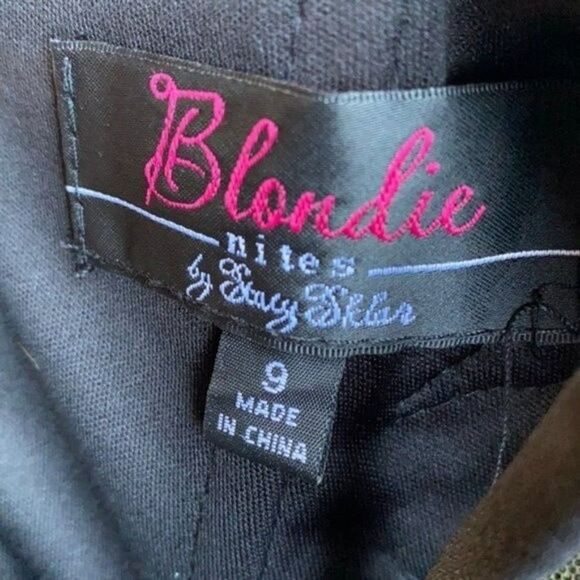 Blondie
nites
by Stacy Sklar
9
MADE
IN CHINA